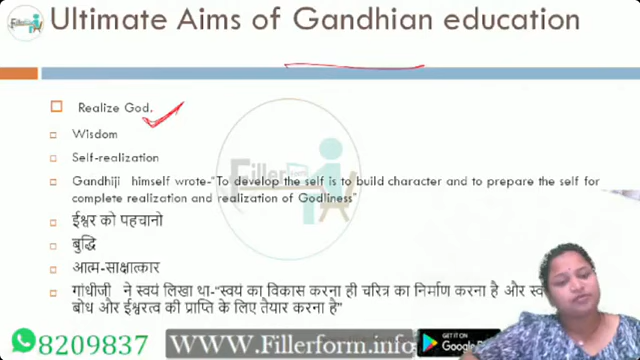 Ultimate Aims of Gandhian education
Realize God.
Wisdom
Self-realization
Gandhiji himself wrote-"To develop the self is to build character and to prepare the self for
complete realization and realization of Godliness"
ईश्वर को पहचानो
बुद्धि
आत्म-साक्षात्कार
गांधीजी ने स्वयं लिखा था-"स्वयं का विकास करना ही चरित्र का निर्माण करना है और
बोध और ईश्वरत्व की प्राप्ति के लिए तैयार करना है"
8209837
WWW.Fillerform.info
GET IT ON